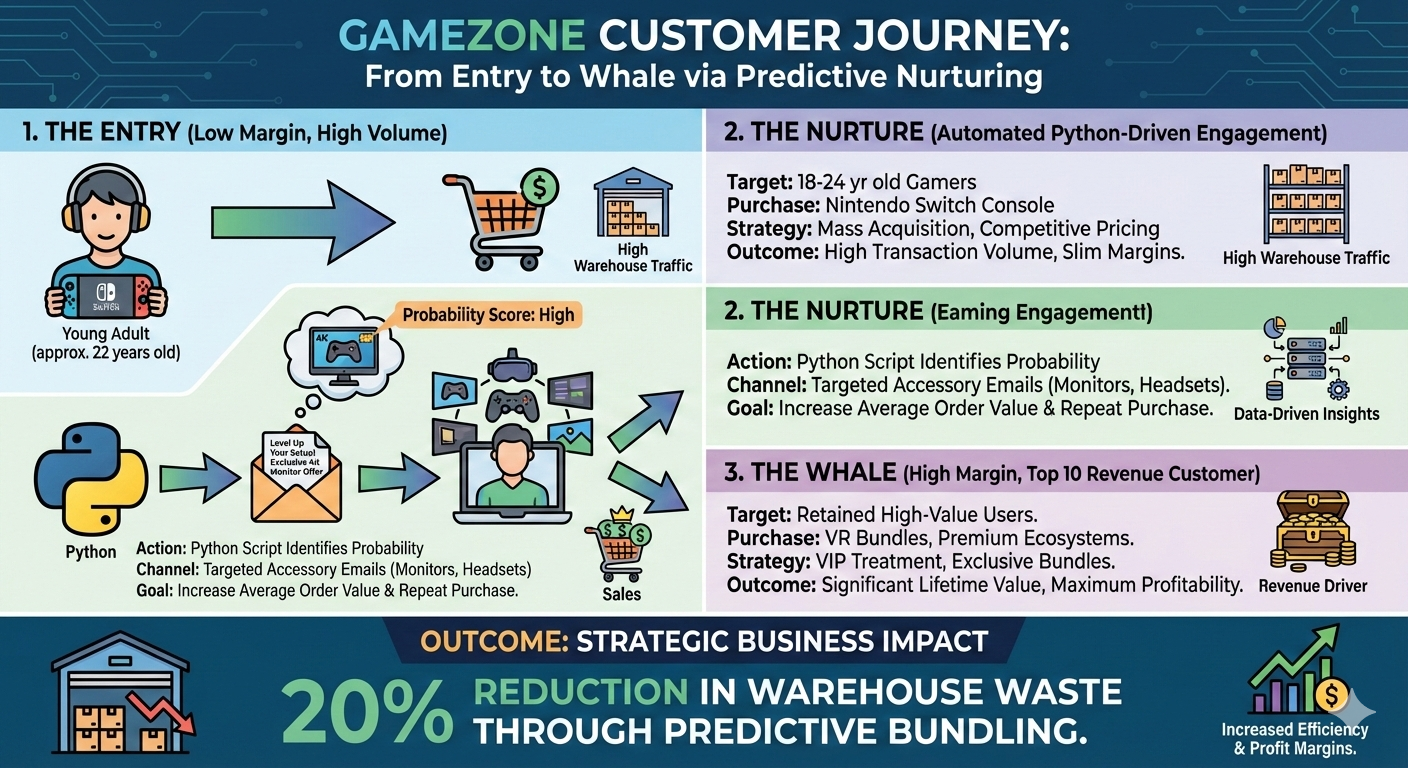 GAMEZONE CUSTOMER JOURNEY:
From Entry to Whale via Predictive Nurturing
1. THE ENTRY (Low Margin, High Volume)
High
Warehouse Traffic
Young Adult
(approx. 22 years old)
Probability Score: High
AK
Level Up
Your Setup!
Exclusive 4it
Monitor Offer
Python
Action: Python Script Identifies Probability
Channel: Targeted Accessory Emails (Monitors, Headsets)
Goal: Increase Average Order Value & Repeat Purchase.
Sales
2. THE NURTURE (Automated Python-Driven Engagement)
Target: 18-24 yr old Gamers
Purchase: Nintendo Switch Console
Strategy: Mass Acquisition, Competitive Pricing
Outcome: High Transaction Volume, Slim Margins.
High Warehouse Traffic
2. THE NURTURE (Eaming Engagement†)
Action: Python Script Identifies Probability
Channel: Targeted Accessory Emails (Monitors, Headsets).
Goal: Increase Average Order Value & Repeat Purchase.
Data-Driven Insights
3. THE WHALE (High Margin, Top 10 Revenue Customer)
Target: Retained High-Value Users.
Purchase: VR Bundles, Premium Ecosystems.
Strategy: VIP Treatment, Exclusive Bundles.
Outcome: Significant Lifetime Value, Maximum Profitability.
Revenue Driver
OUTCOME: STRATEGIC BUSINESS IMPACT
20% REDUCTION IN WAREHOUSE WASTE
THROUGH PREDICTIVE BUNDLING.
Increased Efficiency
& Profit Margins.